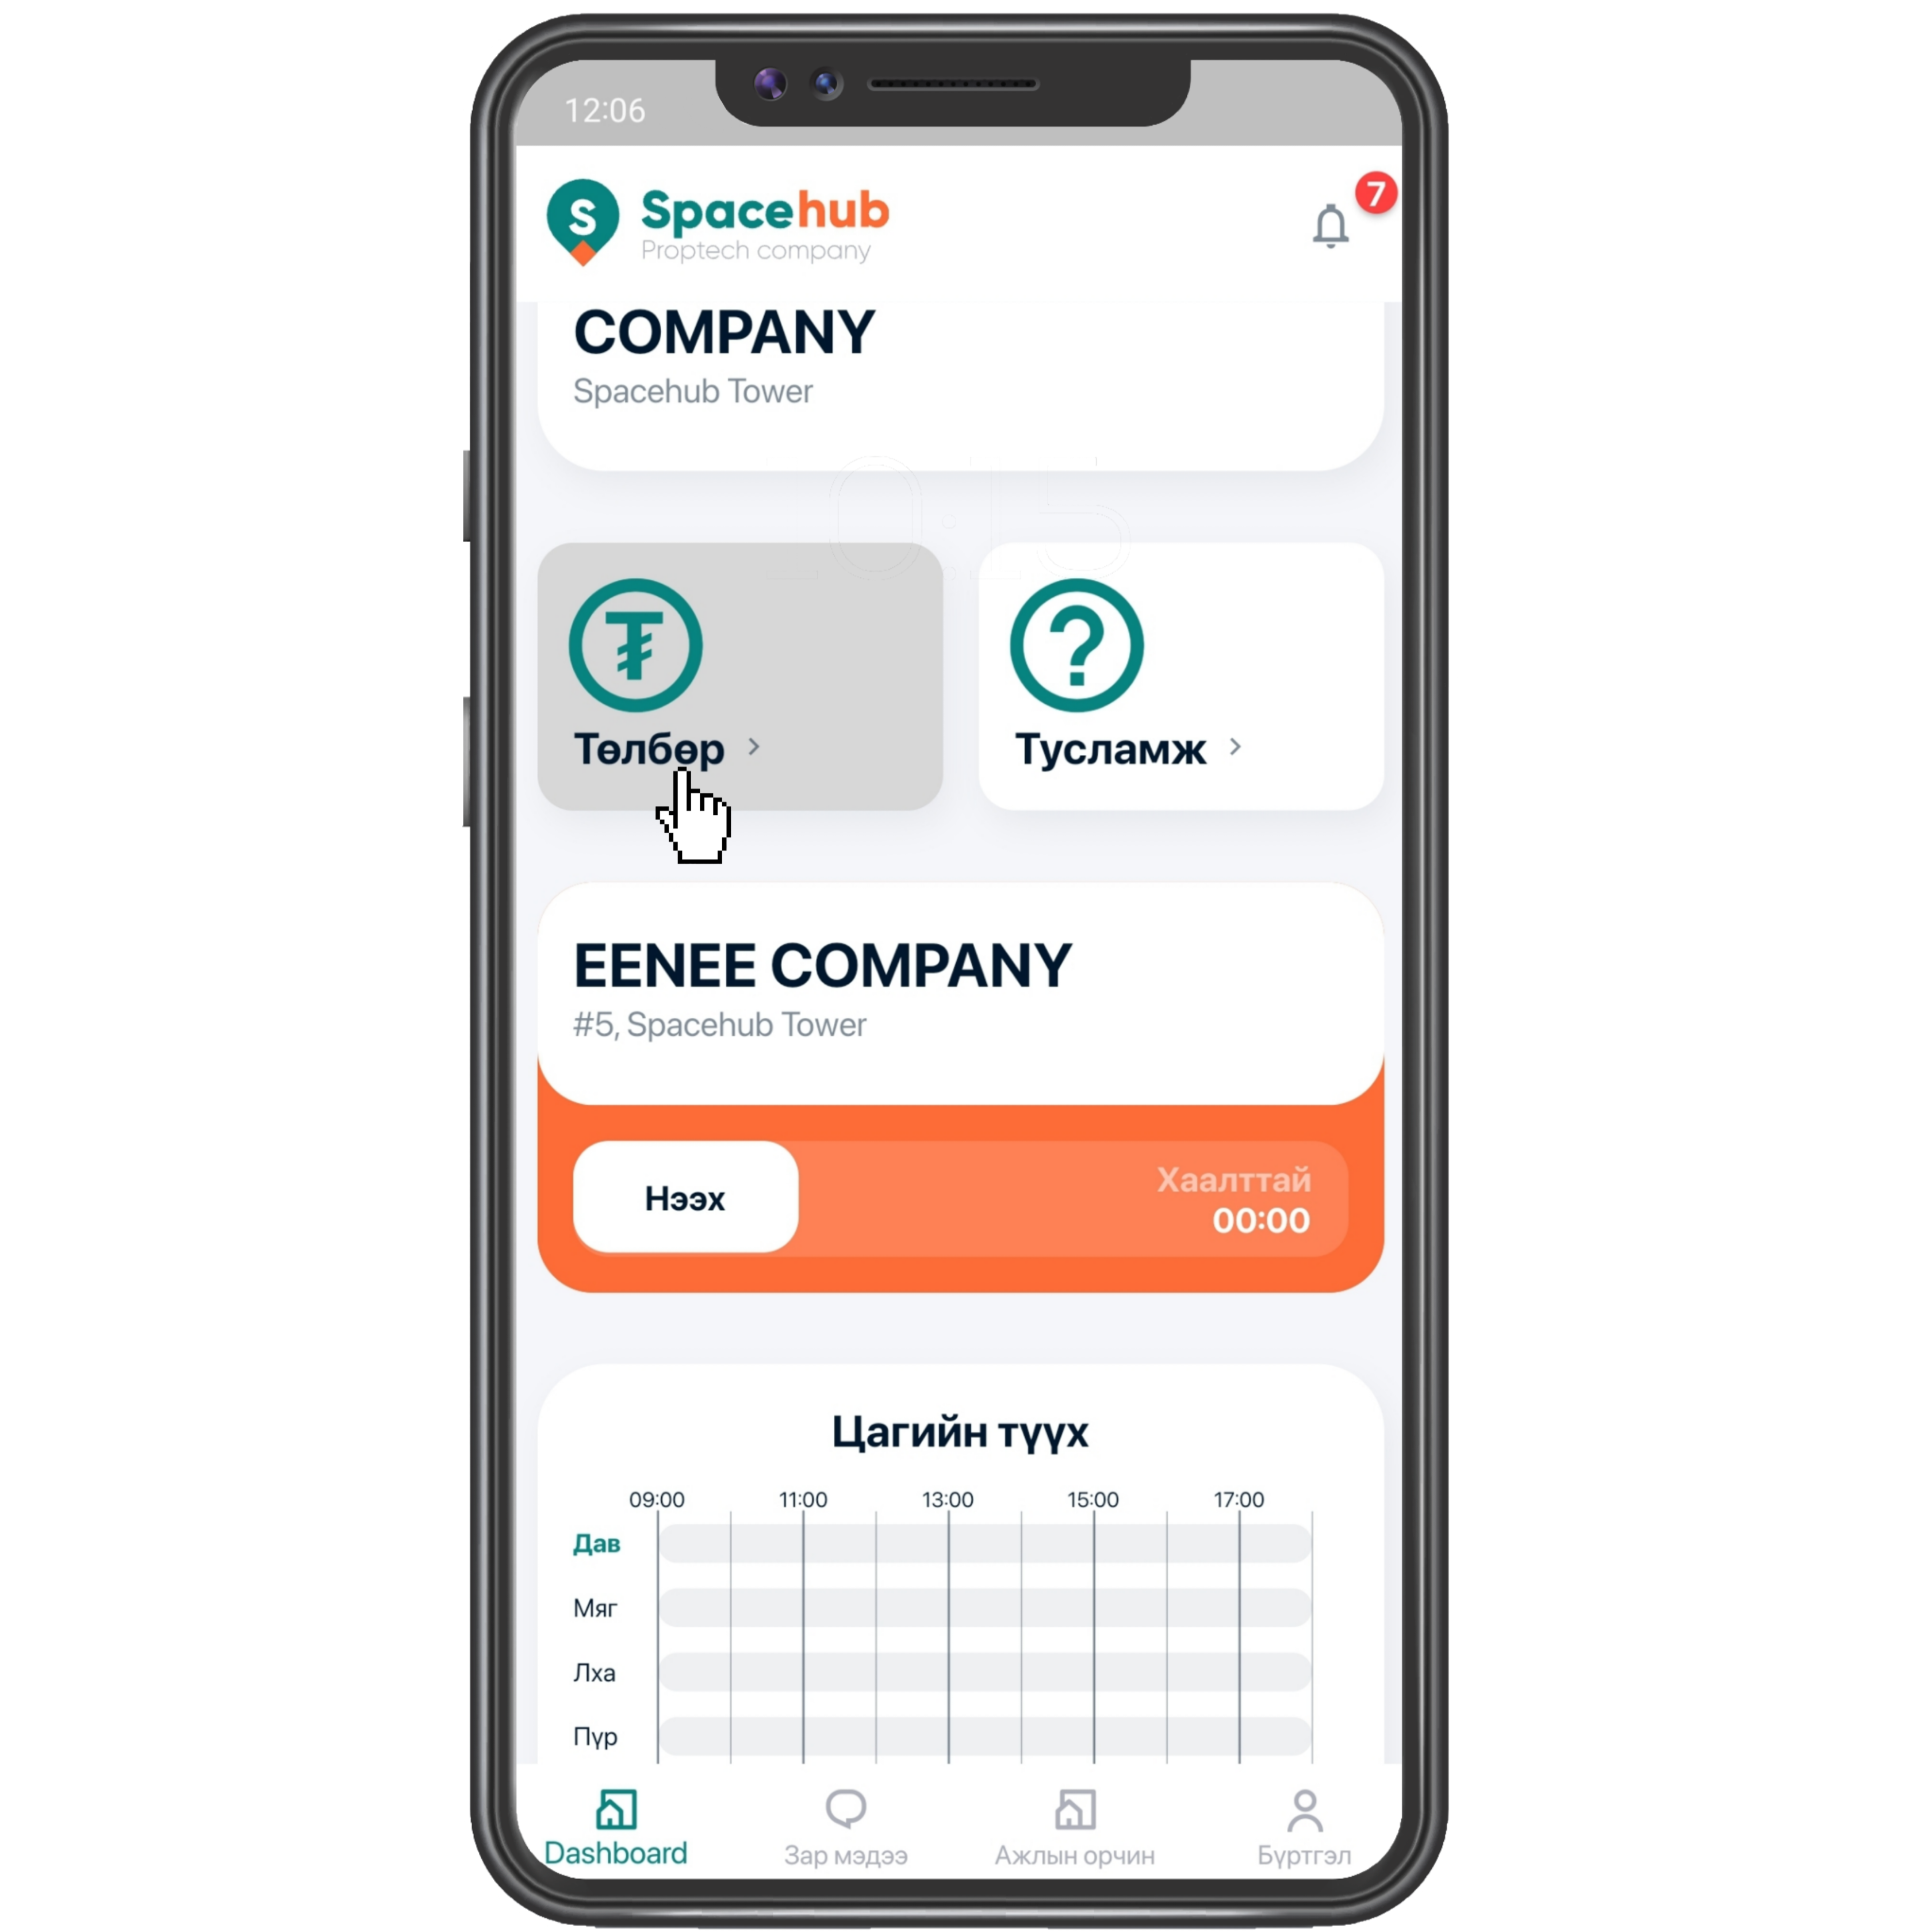 12:06
S
Spacehub
Proptech company
7
COMPANY
Spacehub Tower
₮
?
Төлбөр
Тусламж
EENEE COMPANY
#5, Spacehub Tower
Нээх
Хаалттай
00:00
Цагийн түүх
09:00 11:00 13:00 15:00 17:00
Дав
Мяг
Лха
Пүр
Dashboard Зар мэдээ Ажлын орчин Бүртгэл